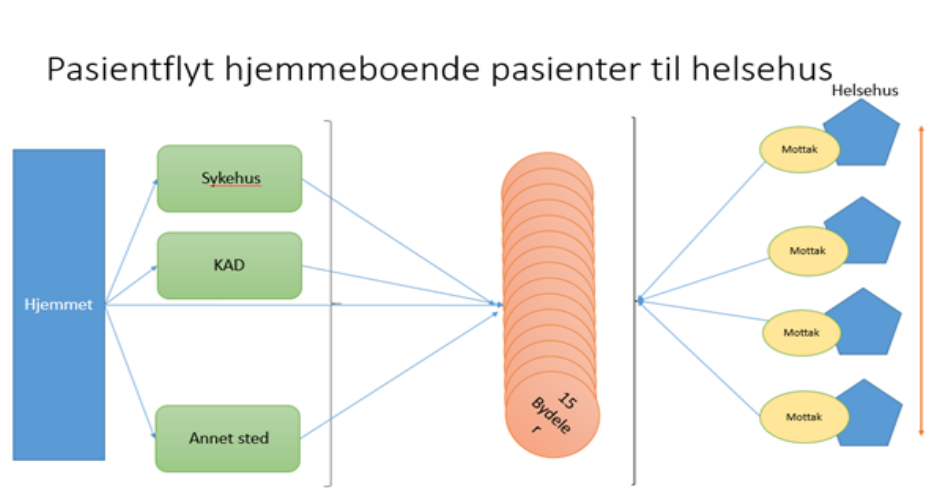 Pasientflyt hjemmeboende pasienter til helsehus
Helsehus
Mottak
Sykehus
Mottak
KAD
Hjemmet
Mottak
15
Bydele
r
Mottak
Annet sted